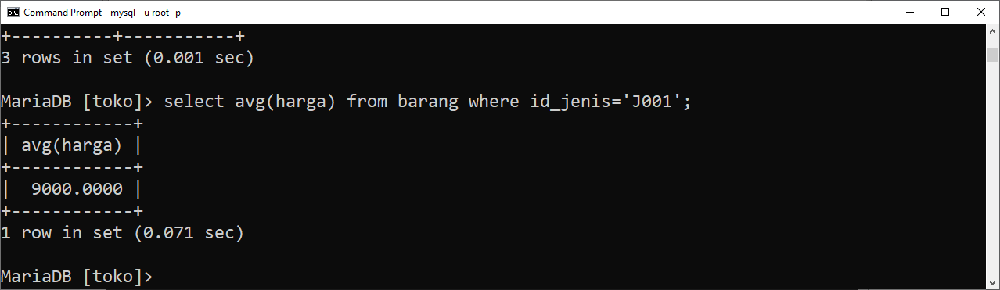 Command Prompt - mysql -u root -p
+----------+-----------+
3 rows in set (0.001 sec)
MariaDB [toko]> select avg(harga) from barang where id_jenis='J001';
+------------+
| avg(harga) |
+------------+
|  9000.0000 |
+------------+
1 row in set (0.071 sec)
MariaDB [toko]>